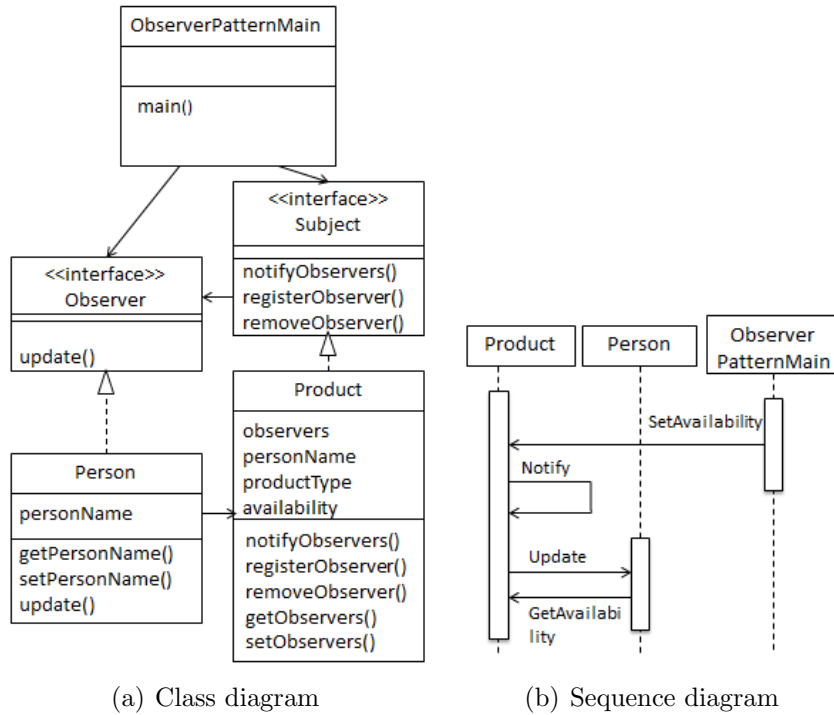 ObserverPatternMain
main()
<<interface>>
Subject
notifyObservers()
registerObserver()
removeObserver()
<<interface>>
Observer
update()
Product
observers
personName
productType
availability
notifyObservers()
registerObserver()
removeObserver()
getObservers()
setObservers()
Person
personName
getPersonName()
setPersonName()
update()
(a) Class diagram
Product
Person
Observer
PatternMain
SetAvailability
Notify
Update
GetAvailabi
lity
(b) Sequence diagram